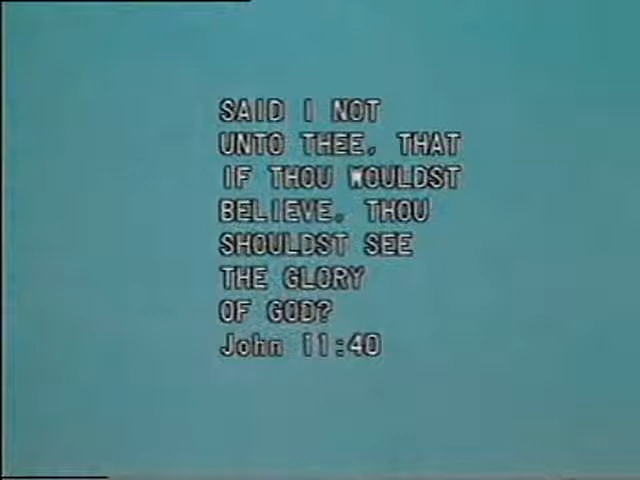 SAID I NOT
UNTO THEE, THAT
IF THOU WOULDST
BELIEVE, THOU
SHOULDST SEE
THE GLORY
OF GOD?
John 11:40